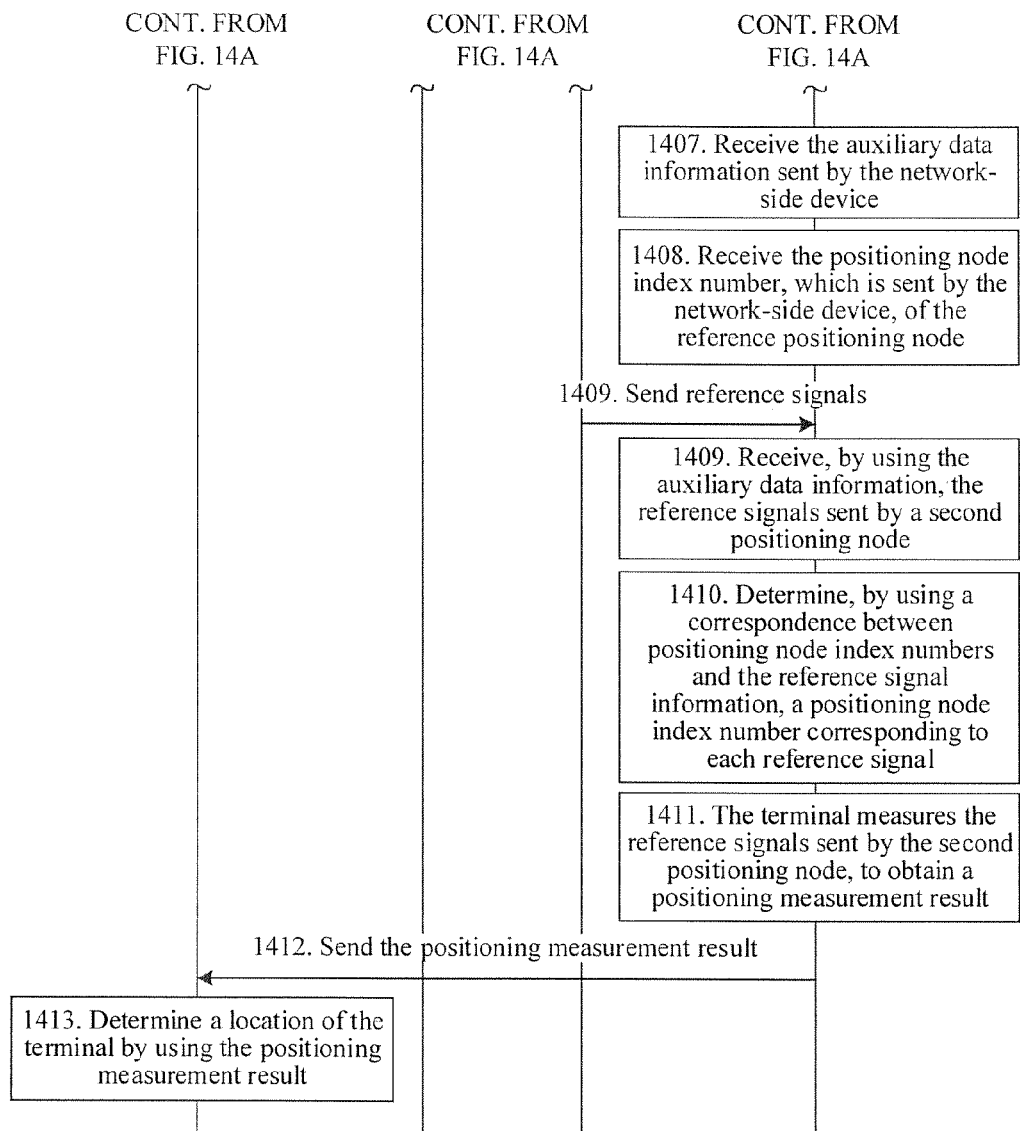 CONT. FROM
FIG. 14A
CONT. FROM
FIG. 14A
CONT. FROM
FIG. 14A
1407. Receive the auxiliary data
information sent by the network-
side device
1408. Receive the positioning node
index number, which is sent by the
network-side device, of the
reference positioning node
1409. Send reference signals
1409. Receive, by using the
auxiliary data information, the
reference signals sent by a second
positioning node
1410. Determine, by using a
correspondence between
positioning node index numbers
and the reference signal
information, a positioning node
index number corresponding to
each reference signal
1411. The terminal measures the
reference signals sent by the second
positioning node, to obtain a
positioning measurement result
1412. Send the positioning measurement result
1413. Determine a location of the
terminal by using the positioning
measurement result